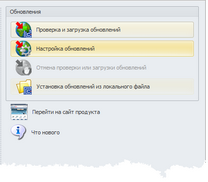 Обновления
Проверка и загрузка обновлений
Настройка обновлений
Отмена проверки или загрузки обновлений
Установка обновлений из локального файла
Перейти на сайт продукта
Что нового